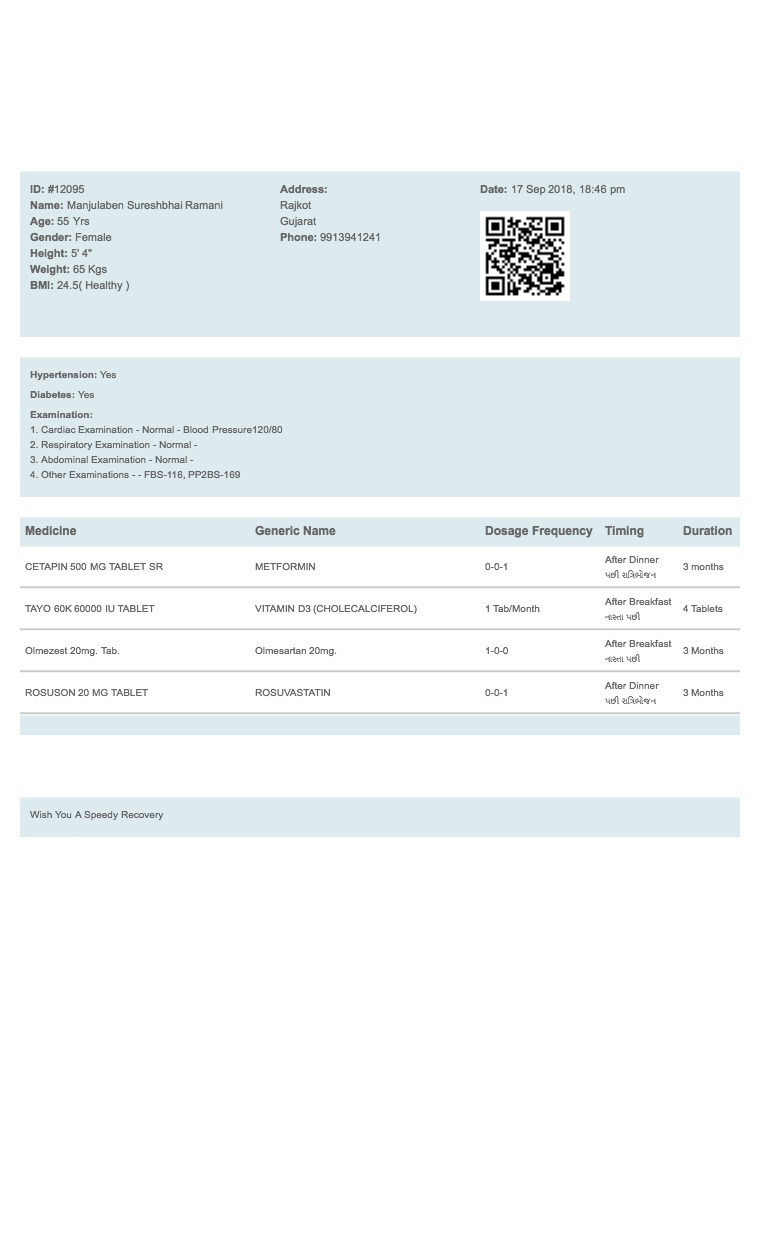 ID: #12095
Name: Manjulaben Sureshbhai Ramani
Age: 55 Yrs
Gender: Female
Height: 5' 4"
Weight: 65 Kgs
BMI: 24.5( Healthy )
Address:
Rajkot
Gujarat
Phone: 9913941241
Date: 17 Sep 2018, 18:46 pm
Hypertension: Yes
Diabetes: Yes
Examination:
1. Cardiac Examination - Normal - Blood Pressure120/80
2. Respiratory Examination - Normal -
3. Abdominal Examination - Normal -
4. Other Examinations - - FBS-116, PP2BS-169
Medicine Generic Name Dosage Frequency Timing Duration
CETAPIN 500 MG TABLET SR METFORMIN 0-0-1 After Dinner 3 months
પછી રાત્રિભોજન
TAYO 60K 60000 IU TABLET VITAMIN D3 (CHOLECALCIFEROL) 1 Tab/Month After Breakfast 4 Tablets
નાસ્તા પછી
Olmezest 20mg. Tab. Olmesartan 20mg. 1-0-0 After Breakfast 3 Months
નાસ્તા પછી
ROSUSON 20 MG TABLET ROSUVASTATIN 0-0-1 After Dinner 3 Months
પછી રાત્રિભોજન
Wish You A Speedy Recovery